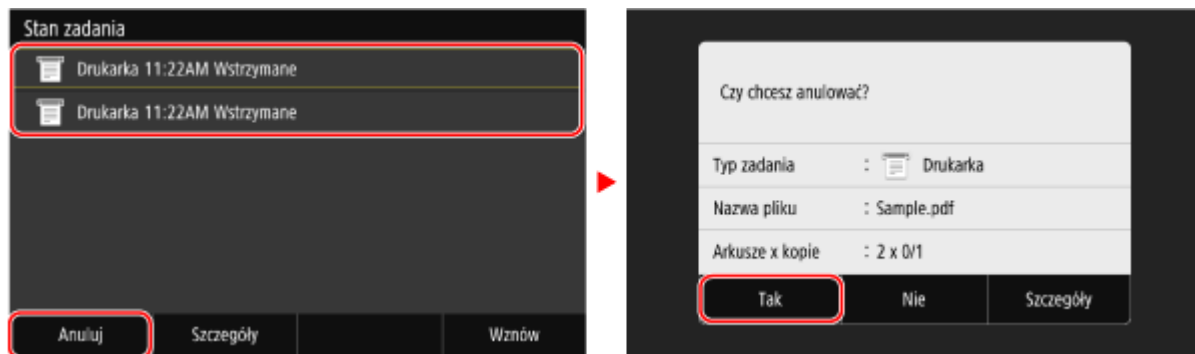 Stan zadania
Drukarka 11:22AM Wstrzymane
Drukarka 11:22AM Wstrzymane
Anuluj Szczegóły Wznów
Czy chcesz anulować?
Typ zadania : Drukarka
Nazwa pliku : Sample.pdf
Arkusze x kopie : 2 x 0/1
Tak Nie Szczegóły